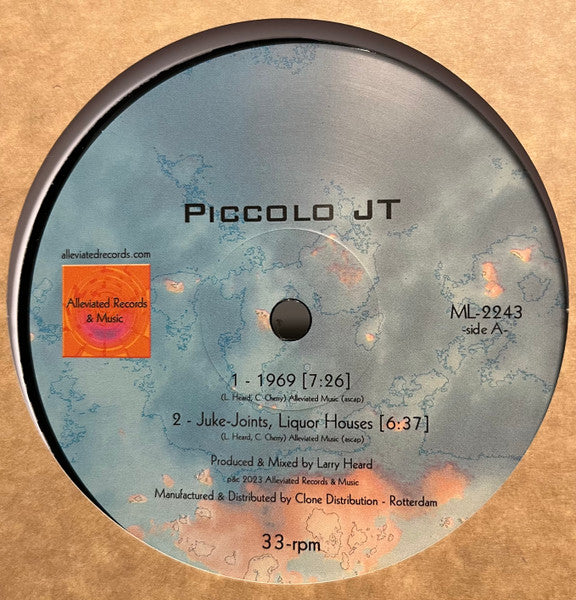 Piccolo JT
alleviatedrecords.com
Alleviated Records
& Music
ML-2243
-side A-
1 - 1969 [7:26]
(L. Heard, C. Cherry) Alleviated Music (ascap)
2 - Juke-Joints, Liquor Houses [6:37]
(L. Heard, C. Cherry) Alleviated Music (ascap)
Produced & Mixed by Larry Heard
p&c 2023 Alleviated Records & Music
Manufactured & Distributed by Clone Distribution - Rotterdam
33-rpm